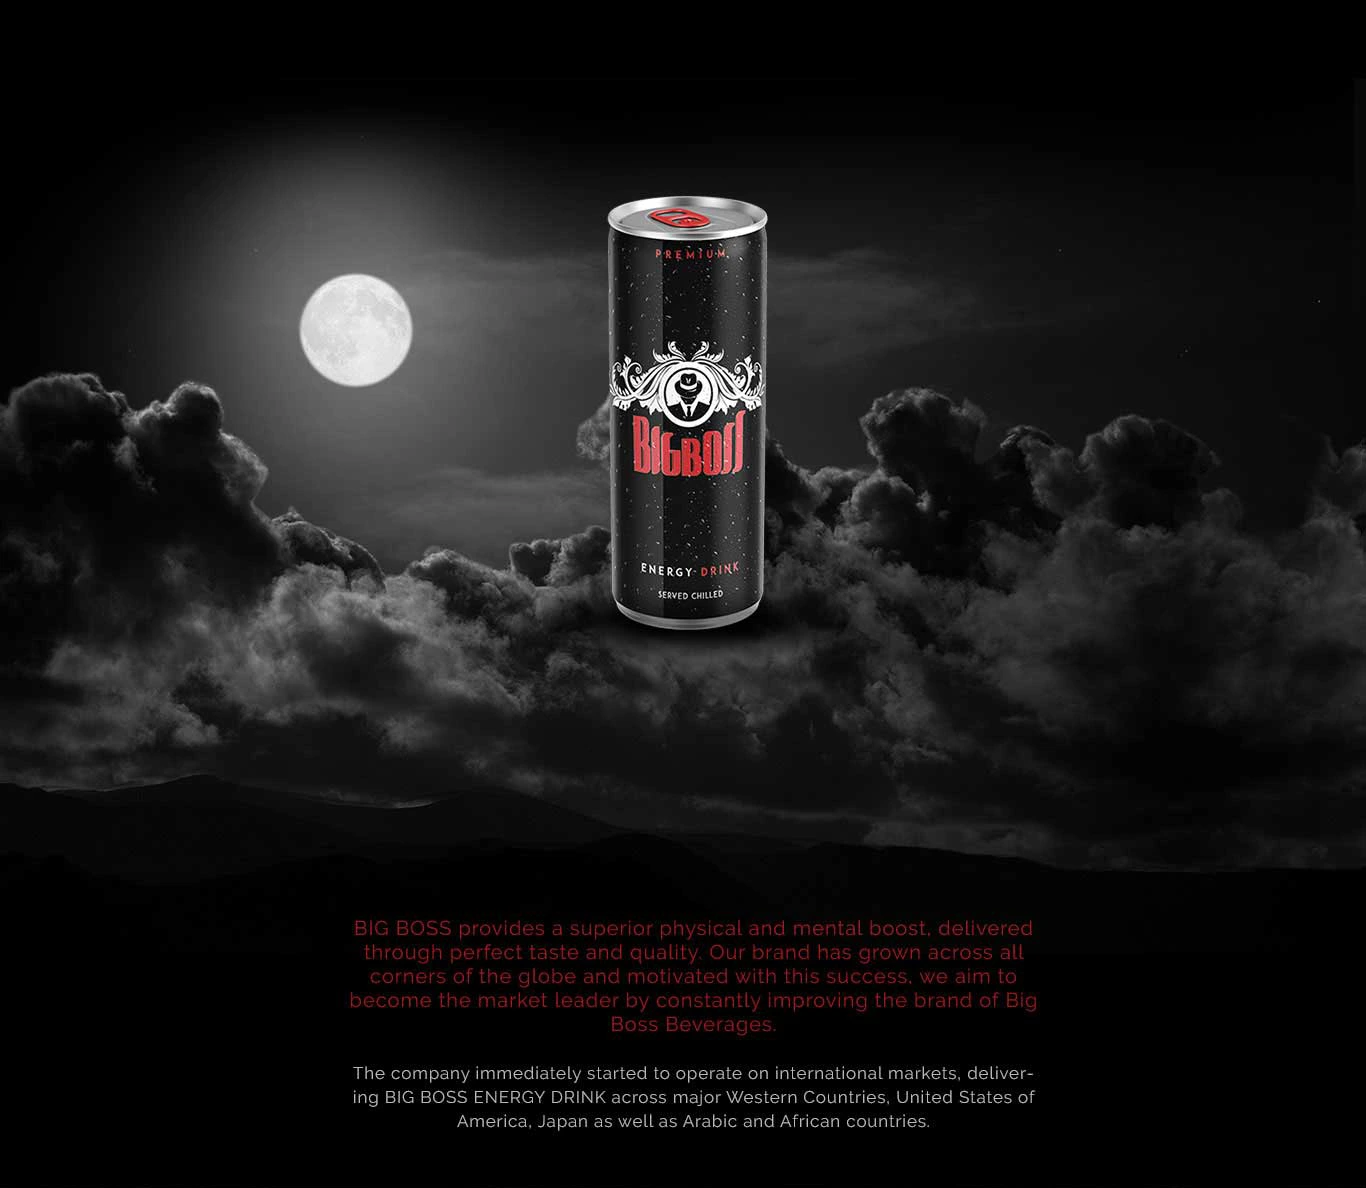 PREMIUM
BIGBOSS
ENERGY DRINK
SERVED CHILLED
BIG BOSS provides a superior physical and mental boost, delivered
through perfect taste and quality. Our brand has grown across all
corners of the globe and motivated with this success, we aim to
become the market leader by constantly improving the brand of Big
Boss Beverages.
The company immediately started to operate on international markets, deliver-
ing BIG BOSS ENERGY DRINK across major Western Countries, United States of
America, Japan as well as Arabic and African countries.